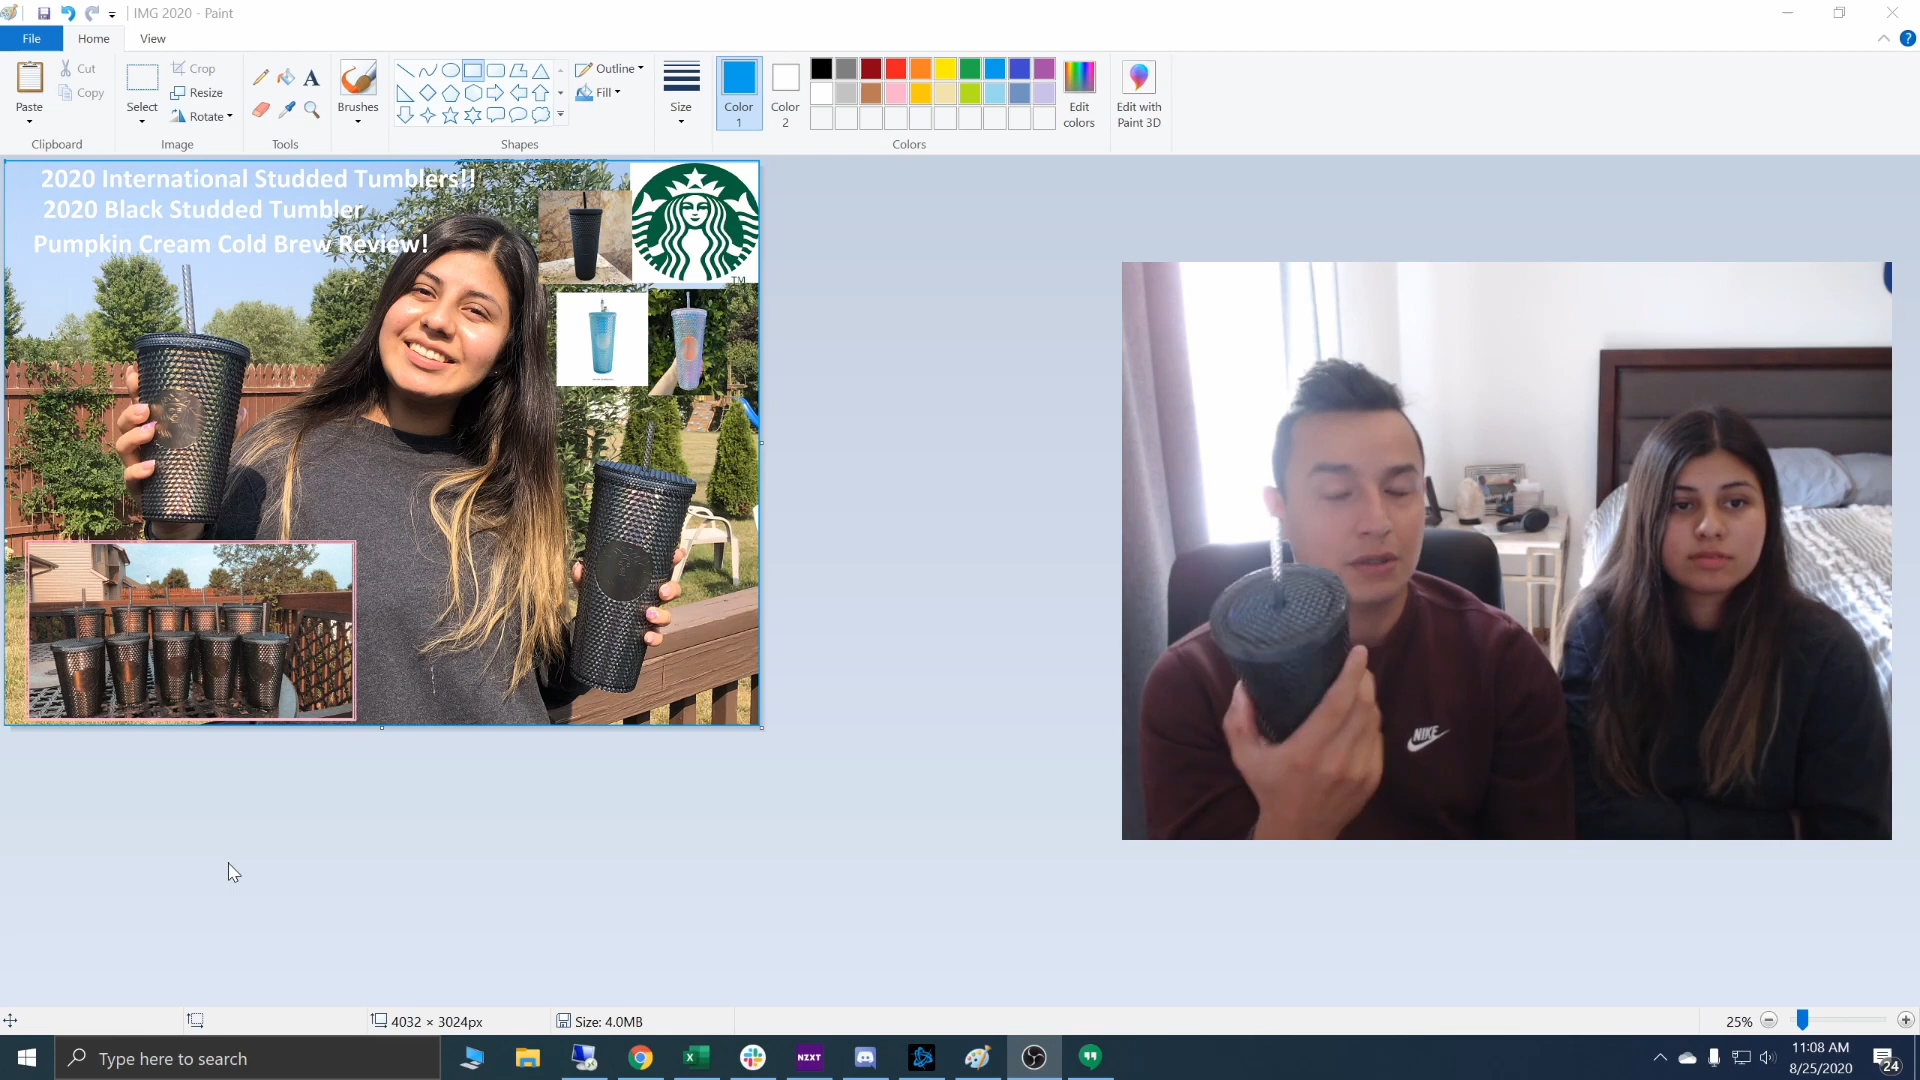 IMG 2020 - Paint
File
Home
View
Paste
Cut
Copy
Clipboard
Select
Crop
Resize
Rotate
Image
Tools
Brushes
Shapes
Outline
Fill
Size
Color
1
Color
2
Edit
colors
Colors
Edit with
Paint 3D
2020 International Studded Tumblers!!
2020 Black Studded Tumbler
Pumpkin Cream Cold Brew Review!
TM
NIKE
4032 × 3024px
Size: 4.0MB
25%
Type here to search
NZXT
11:08 AM
8/25/2020
24